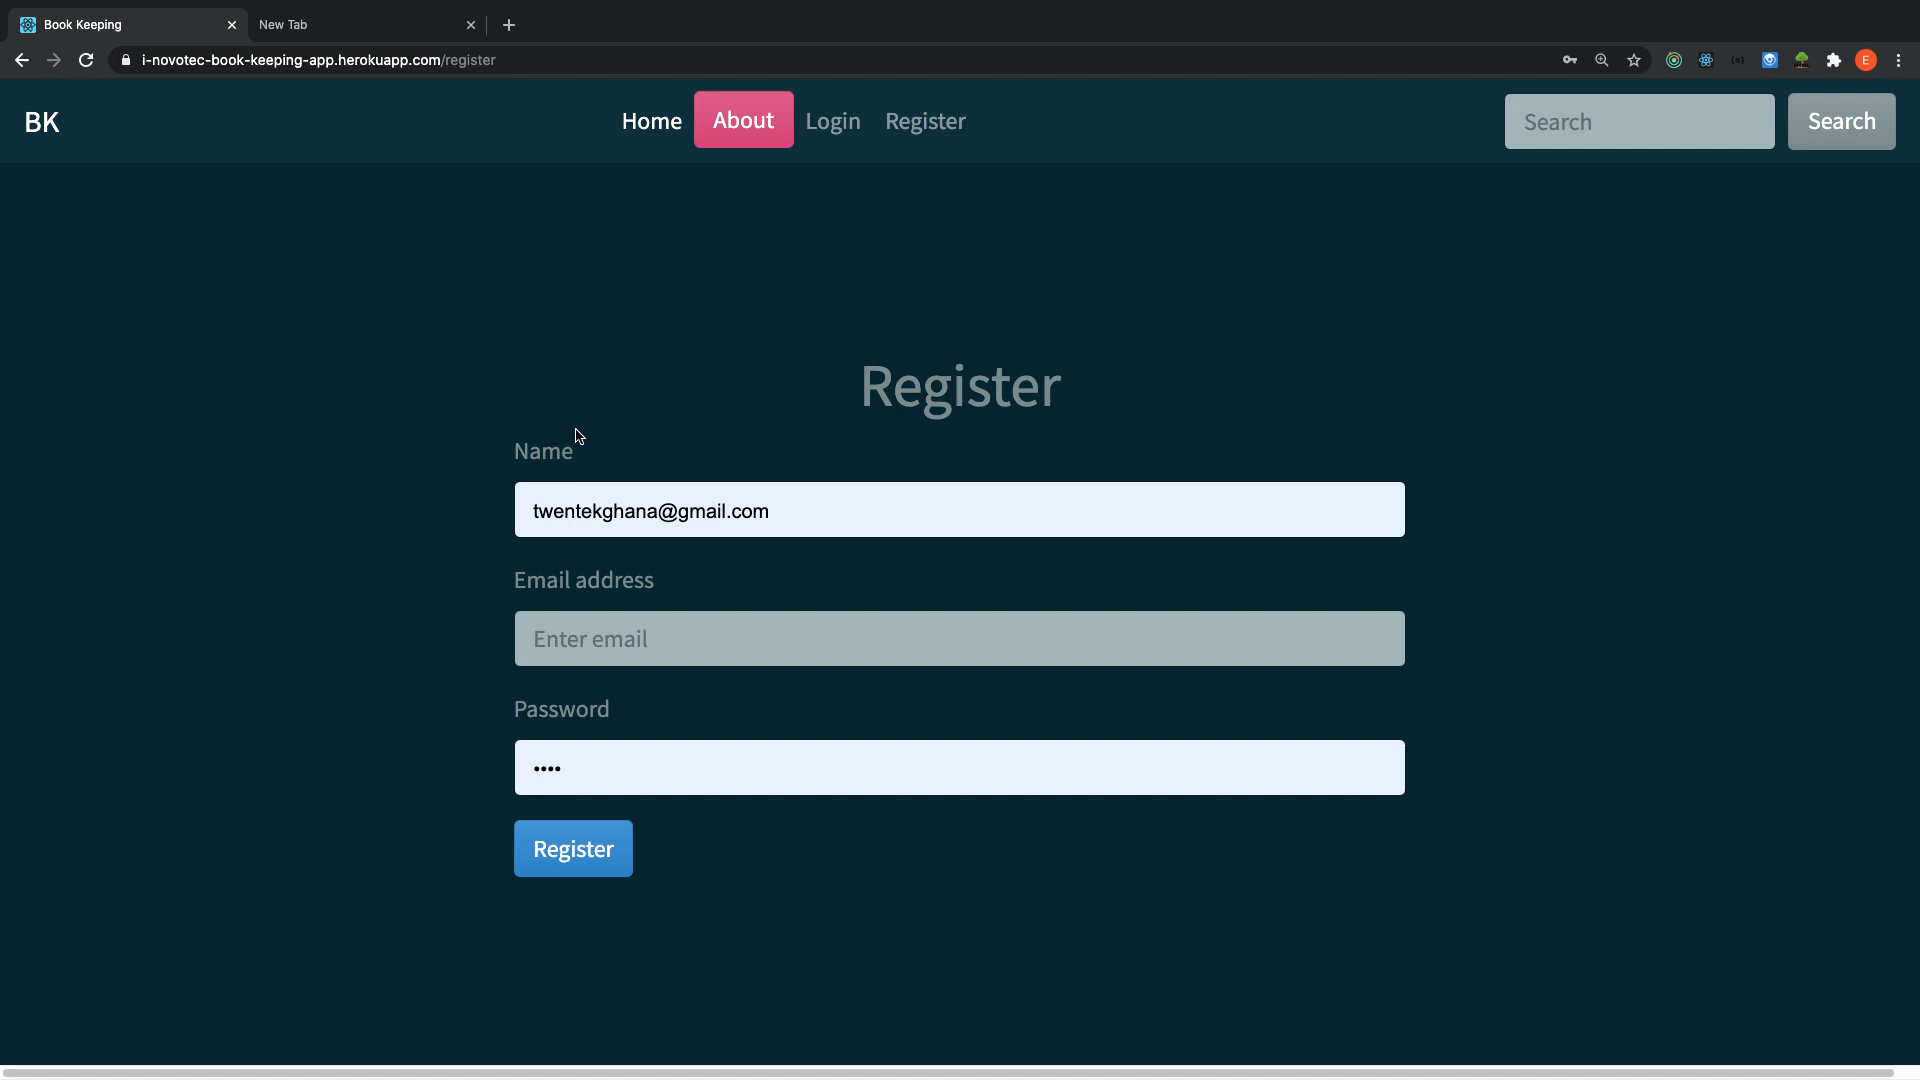 Book Keeping
New Tab
i-novotec-book-keeping-app.herokuapp.com/register
E
BK
Home
About
Login
Register
Search
Search
Register
Name
twentekghana@gmail.com
Email address
Enter email
Password
••••
Register